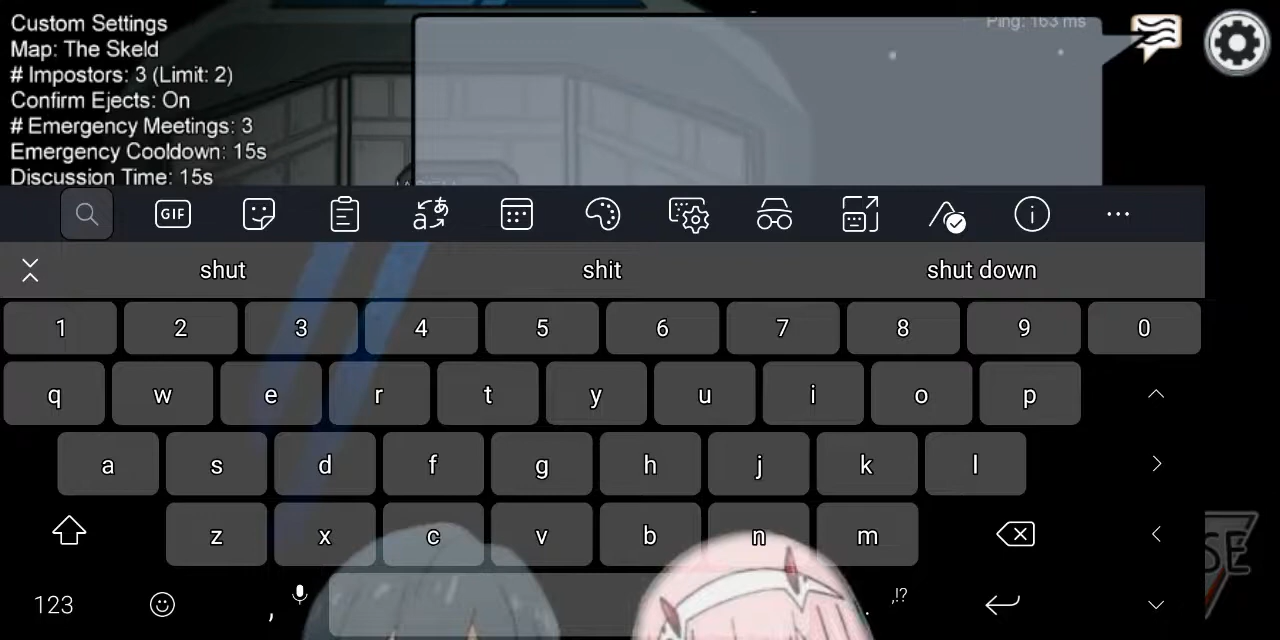 Custom Settings
Map: The Skeld
# Impostors: 3 (Limit: 2)
Confirm Ejects: On
# Emergency Meetings: 3
Emergency Cooldown: 15s
Discussion Time: 15s
Ping: 163 ms
GIF
shut shit shut down
1 2 3 4 5 6 7 8 9 0
q w e r t y u i o p
a s d f g h j k l
z x c v b n m
123 , . ,!?
SE